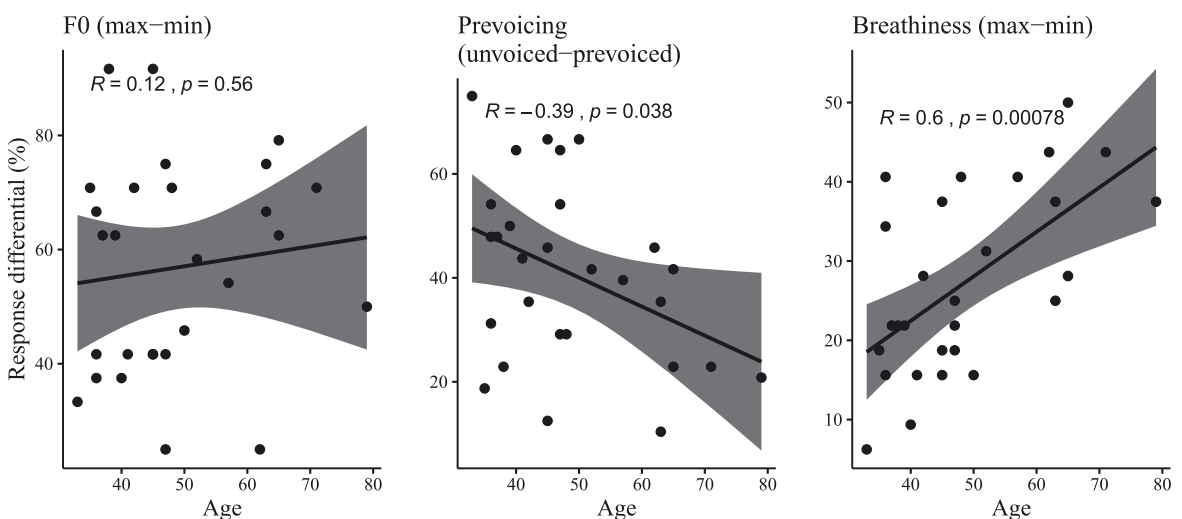 F0 (max−min)
R = 0.12 , p = 0.56
Response differential (%)
80
60
40
40 50 60 70 80
Age
Prevoicing
(unvoiced−prevoiced)
R = −0.39 , p = 0.038
60
40
20
40 50 60 70 80
Age
Breathiness (max−min)
R = 0.6 , p = 0.00078
50
40
30
20
10
40 50 60 70 80
Age